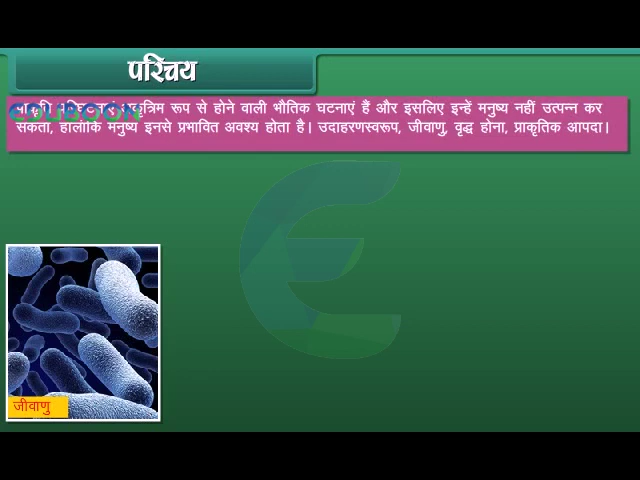 परिचय
अकृत्रिम रूप से होने वाली भौतिक घटनाएं हैं और इसलिए इन्हें मनुष्य नहीं उत्पन्न कर
सकता, हालांकि मनुष्य इनसे प्रभावित अवश्य होता है। उदाहरणस्वरूप, जीवाणु, वृद्ध होना, प्राकृतिक आपदा।
जीवाणु